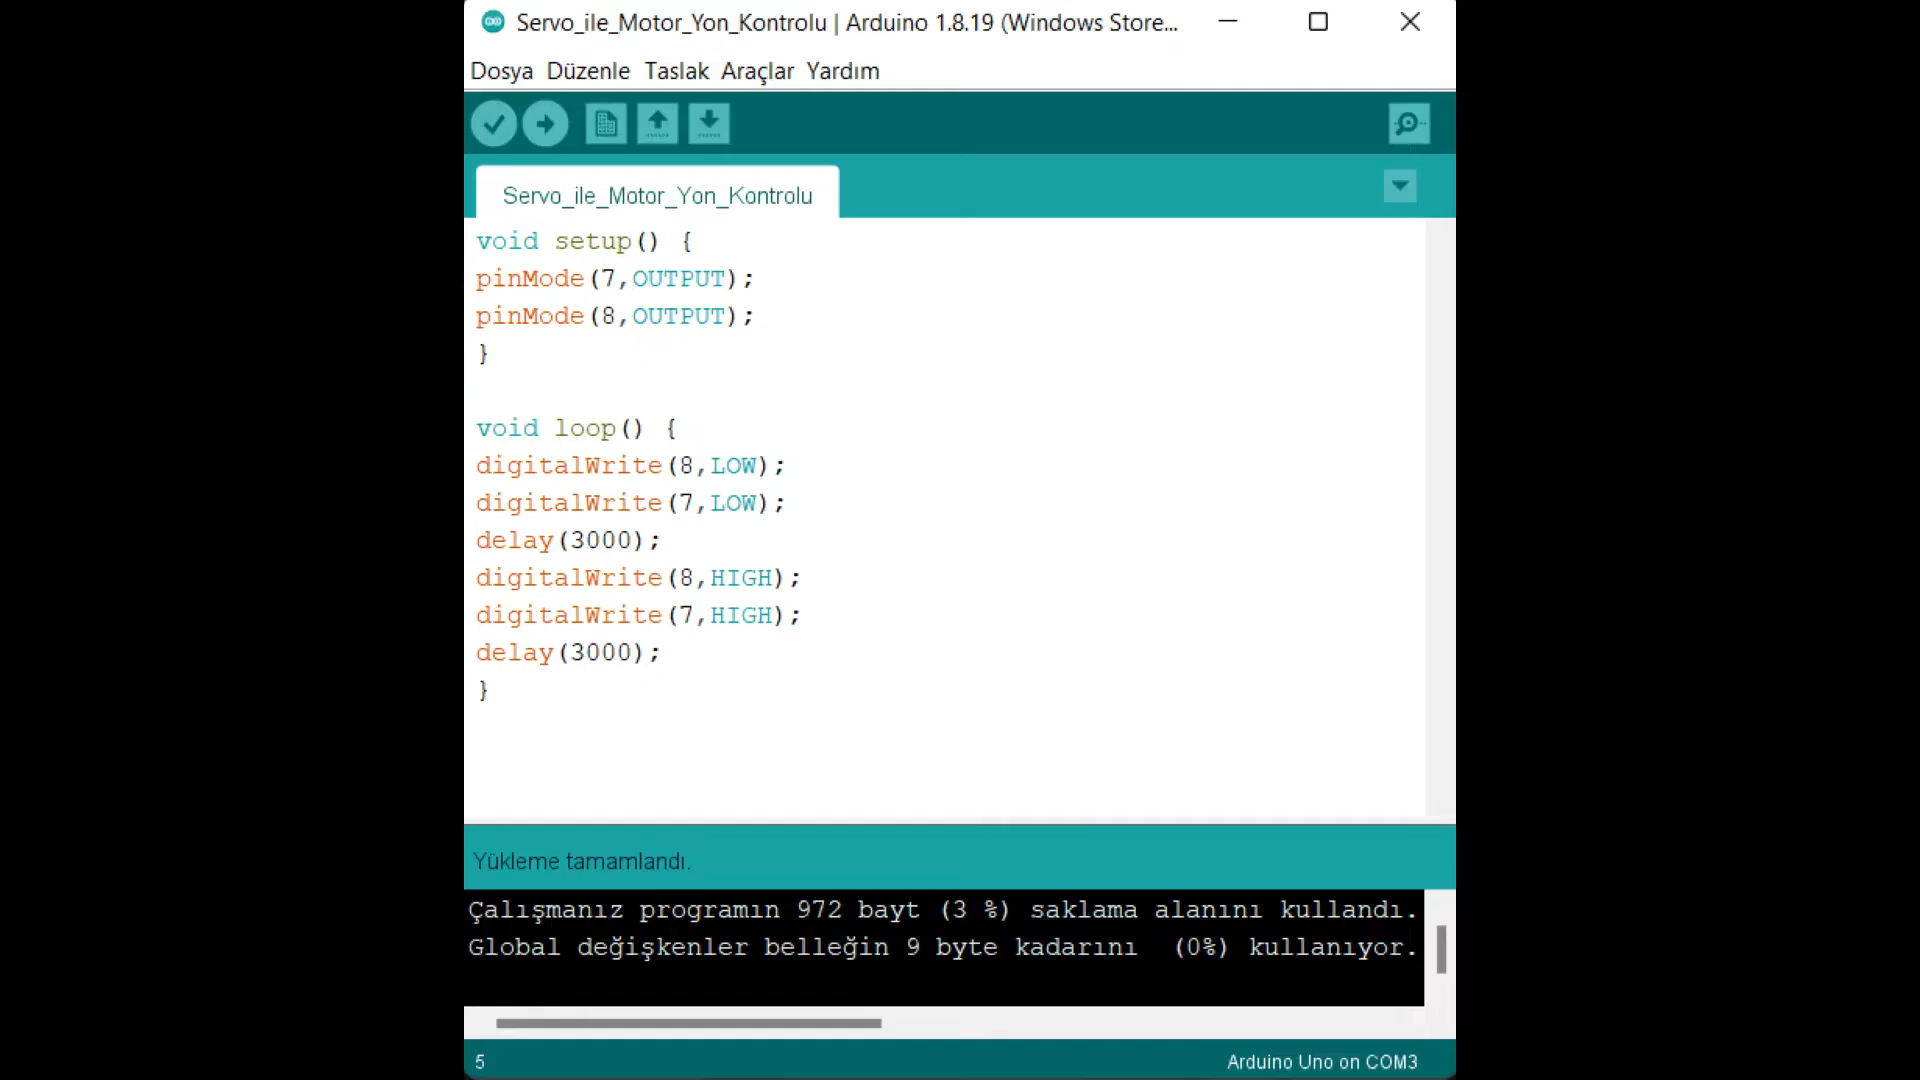 Servo_ile_Motor_Yon_Kontrolu | Arduino 1.8.19 (Windows Store...
Dosya Düzenle Taslak Araçlar Yardım
Servo_ile_Motor_Yon_Kontrolu
void setup() {
pinMode(7,OUTPUT);
pinMode(8,OUTPUT);
}
void loop() {
digitalWrite(8,LOW);
digitalWrite(7,LOW);
delay(3000);
digitalWrite(8,HIGH);
digitalWrite(7,HIGH);
delay(3000);
}
Yükleme tamamlandı.
Çalışmanız programın 972 bayt (3 %) saklama alanını kullandı.
Global değişkenler belleğin 9 byte kadarını  (0%) kullanıyor.
5
Arduino Uno on COM3